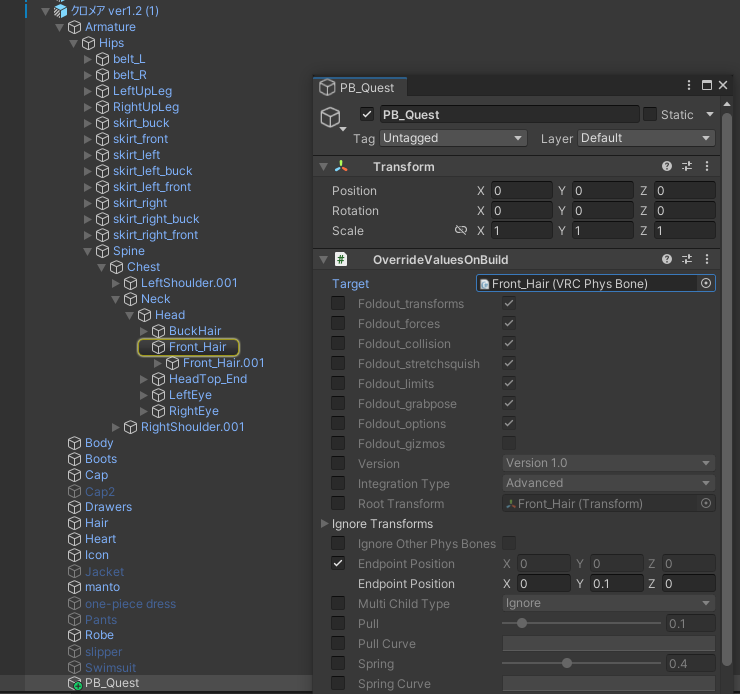 クロメア ver1.2 (1)
Armature
Hips
belt_L
belt_R
LeftUpLeg
RightUpLeg
skirt_buck
skirt_front
skirt_left
skirt_left_buck
skirt_left_front
skirt_right
skirt_right_buck
skirt_right_front
Spine
Chest
LeftShoulder.001
Neck
Head
BuckHair
Front_Hair
Front_Hair.001
HeadTop_End
LeftEye
RightEye
RightShoulder.001
Body
Boots
Cap
Cap2
Drawers
Hair
Heart
Icon
Jacket
manto
one-piece dress
Pants
Robe
slipper
Swimsuit
PB_Quest
PB_Quest
PB_Quest Static
Tag Untagged Layer Default
Transform
Position X 0 Y 0 Z 0
Rotation X 0 Y 0 Z 0
Scale X 1 Y 1 Z 1
OverrideValuesOnBuild
Target Front_Hair (VRC Phys Bone)
Foldout_transforms
Foldout_forces
Foldout_collision
Foldout_stretchsquish
Foldout_limits
Foldout_grabpose
Foldout_options
Foldout_gizmos
Version Version 1.0
Integration Type Advanced
Root Transform Front_Hair (Transform)
Ignore Transforms
Ignore Other Phys Bones
Endpoint Position X 0 Y 0 Z 0
Endpoint Position X 0 Y 0.1 Z 0
Multi Child Type Ignore
Pull 0.1
Pull Curve
Spring 0.4
Spring Curve